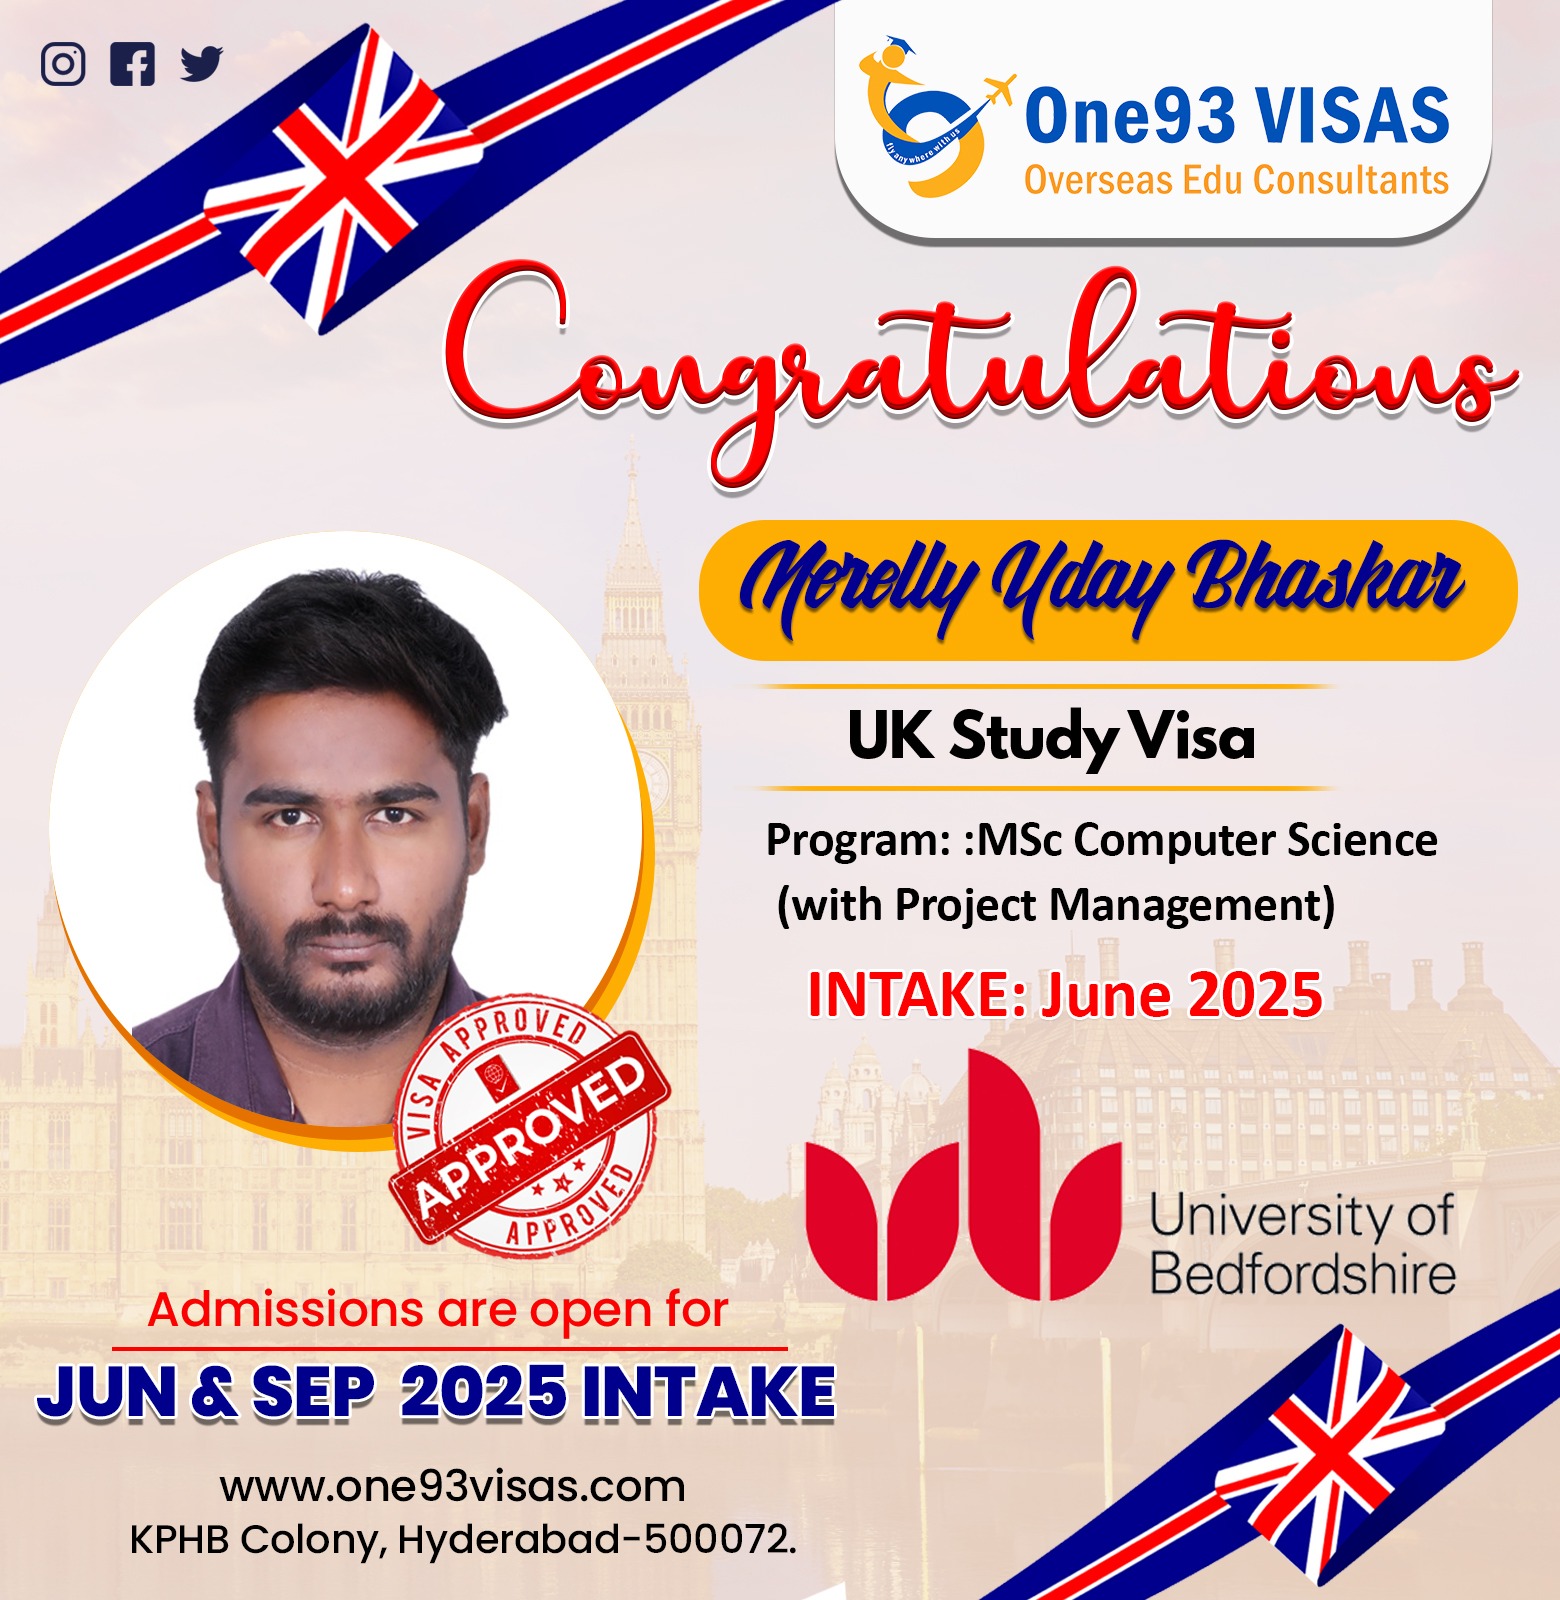 One93 VISAS
Overseas Edu Consultants
fly anywhere with us
Congratulations
Merelly Uday Bhaskar
UK Study Visa
Program: :MSc Computer Science
(with Project Management)
INTAKE: June 2025
VISA APPROVED
APPROVED
APPROVED
University of
Bedfordshire
Admissions are open for
JUN & SEP 2025 INTAKE
www.one93visas.com
KPHB Colony, Hyderabad-500072.